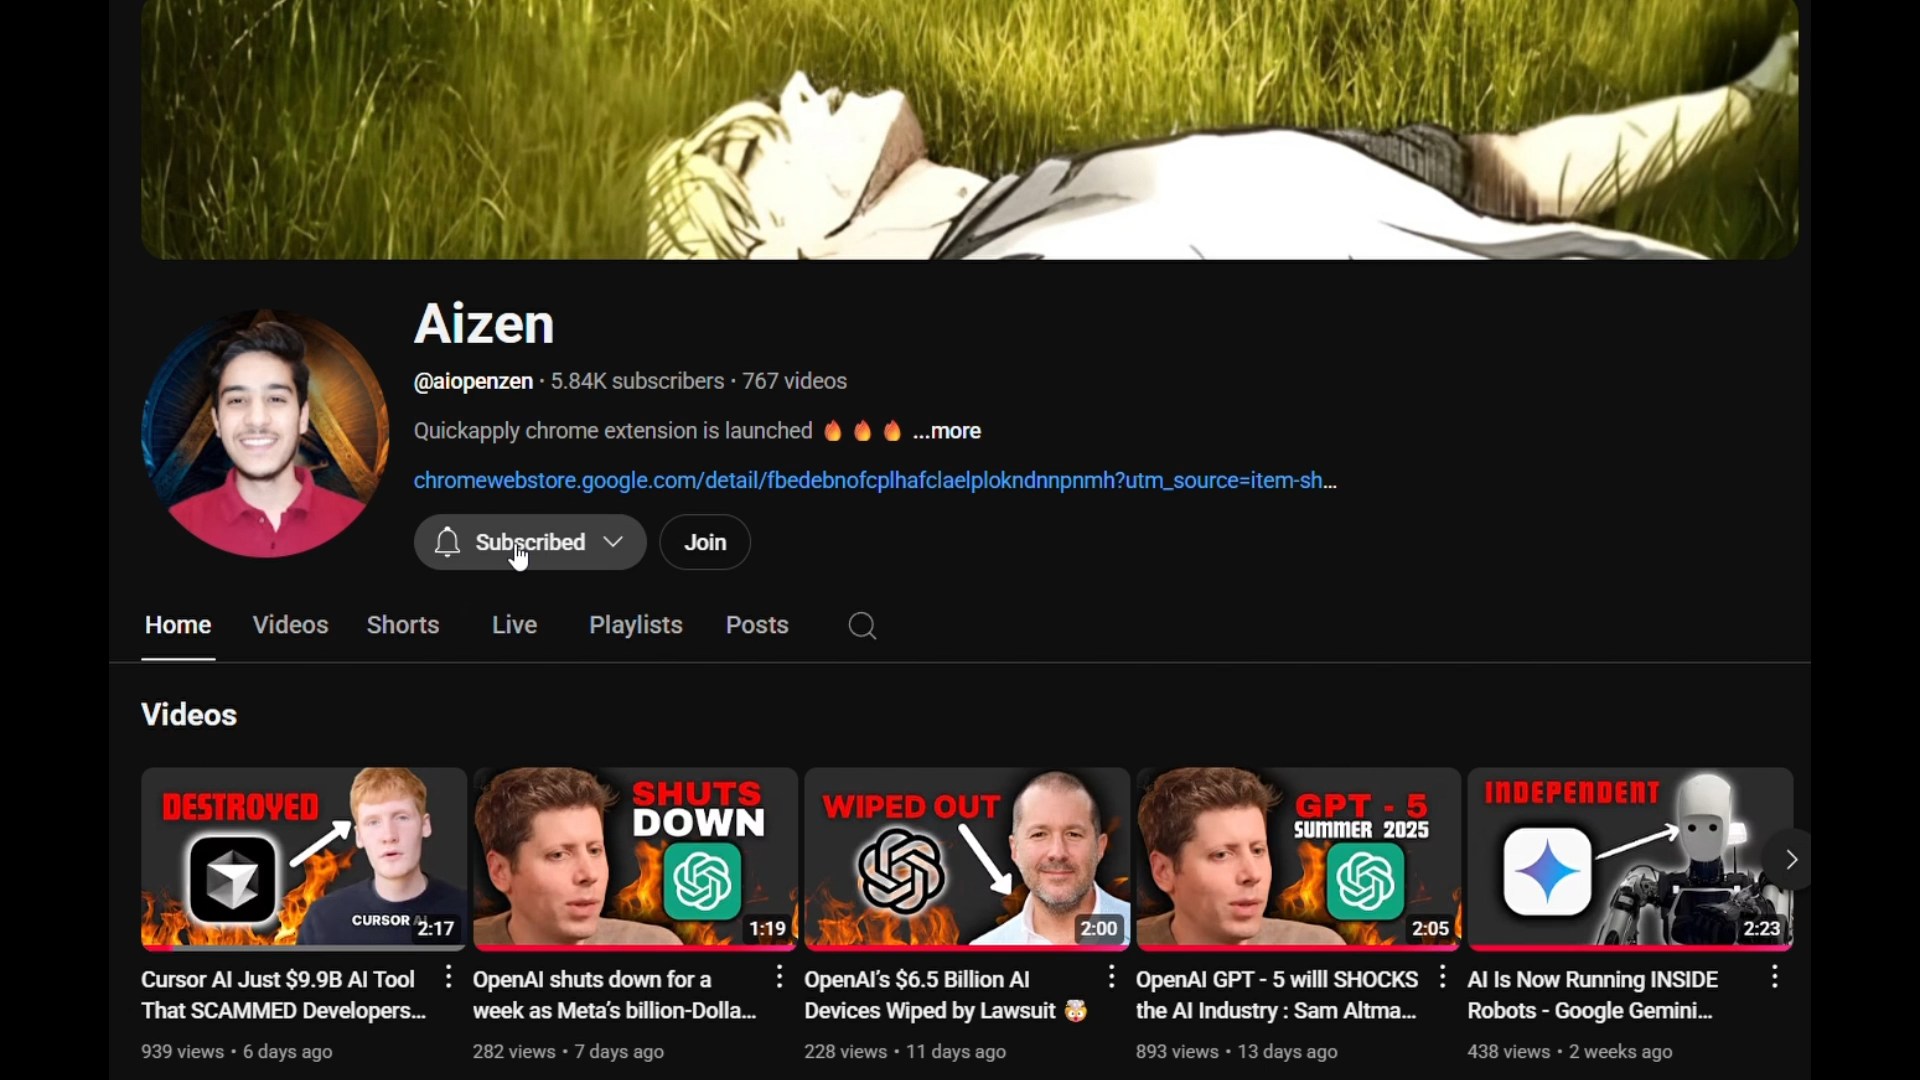 Aizen
@aiopenzen · 5.84K subscribers · 767 videos
Quickapply chrome extension is launched 🔥 🔥 🔥 ...more
chromewebstore.google.com/detail/fbedebnofcplhafclaelplokndnnpnmh?utm_source=item-sh...
Subscribed
Join
Home Videos Shorts Live Playlists Posts
Videos
DESTROYED
CURSOR AI
2:17
Cursor AI Just $9.9B AI Tool
That SCAMMED Developers...
939 views · 6 days ago
SHUTS
DOWN
1:19
OpenAI shuts down for a
week as Meta's billion-Dolla...
282 views · 7 days ago
WIPED OUT
2:00
OpenAI's $6.5 Billion AI
Devices Wiped by Lawsuit 🤯
228 views · 11 days ago
GPT - 5
SUMMER 2025
2:05
OpenAI GPT - 5 willl SHOCKS
the AI Industry : Sam Altma...
893 views · 13 days ago
INDEPENDENT
2:23
AI Is Now Running INSIDE
Robots - Google Gemini...
438 views · 2 weeks ago